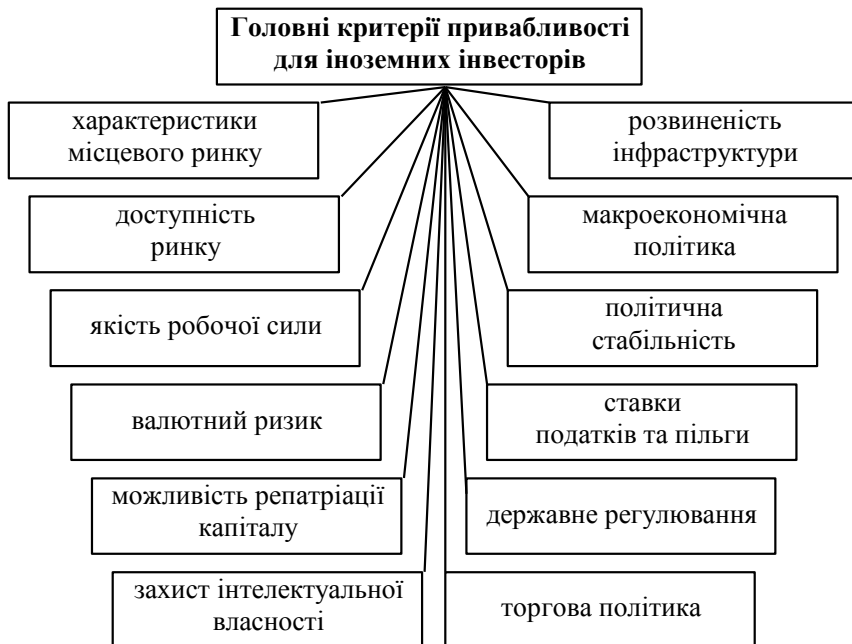 Головні критерії привабливості
для іноземних інвесторів
характеристики
місцевого ринку
розвиненість
інфраструктури
доступність
ринку
макроекономічна
політика
якість робочої сили
політична
стабільність
валютний ризик
ставки
податків та пільги
можливість репатріації
капіталу
державне регулювання
захист інтелектуальної
власності
торгова політика